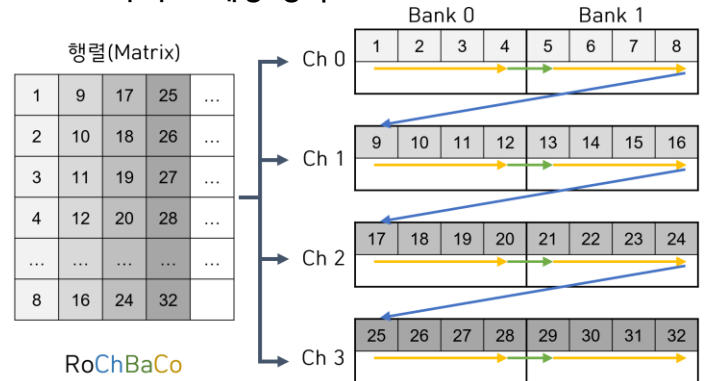 Bank 0 Bank 1
행렬(Matrix)
Ch 0 1 2 3 4 5 6 7 8
1 9 17 25 ...
2 10 18 26 ...
3 11 19 27 ...
4 12 20 28 ...
... ... ... ... ...
8 16 24 32
Ch 1 9 10 11 12 13 14 15 16
Ch 2 17 18 19 20 21 22 23 24
Ch 3 25 26 27 28 29 30 31 32
RoChBaCo